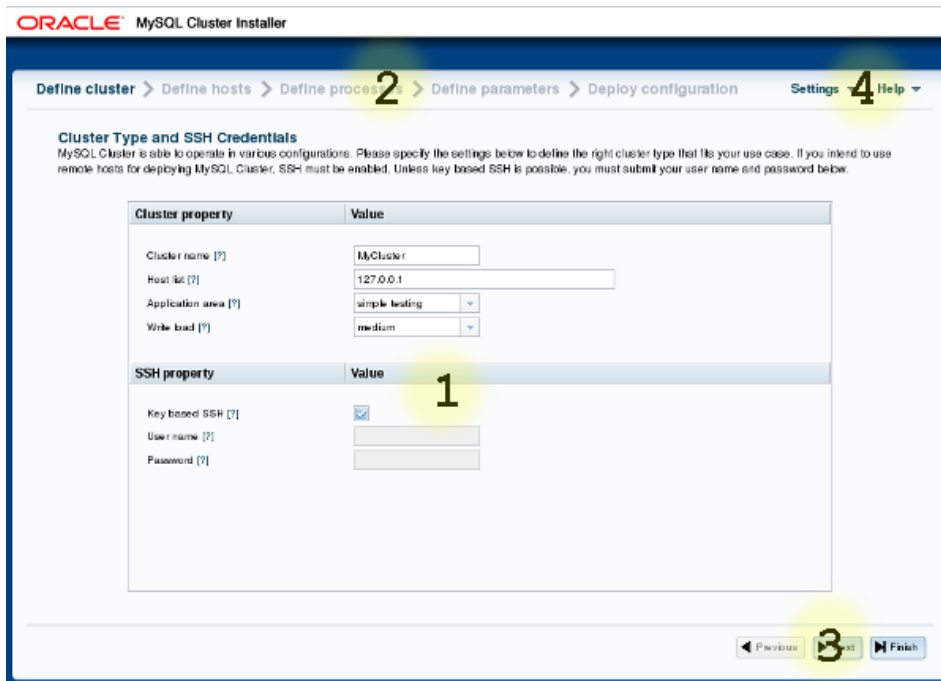 ORACLE® MySQL Cluster Installer
Define cluster > Define hosts > Define processes > Define parameters > Deploy configuration
Settings
Help
2
4
Cluster Type and SSH Credentials
MySQL Cluster is able to operate in various configurations. Please specify the settings below to define the right cluster type that fits your use case. If you intend to use
remote hosts for deploying MySQL Cluster, SSH must be enabled. Unless key based SSH is possible, you must submit your user name and password below.
Cluster property Value
Cluster name [?] MyCluster
Host list [?] 127.0.0.1
Application area [?] simple testing
Write load [?] medium
SSH property Value
1
Key based SSH [?]
User name [?]
Password [?]
Previous
Next
Finish
3